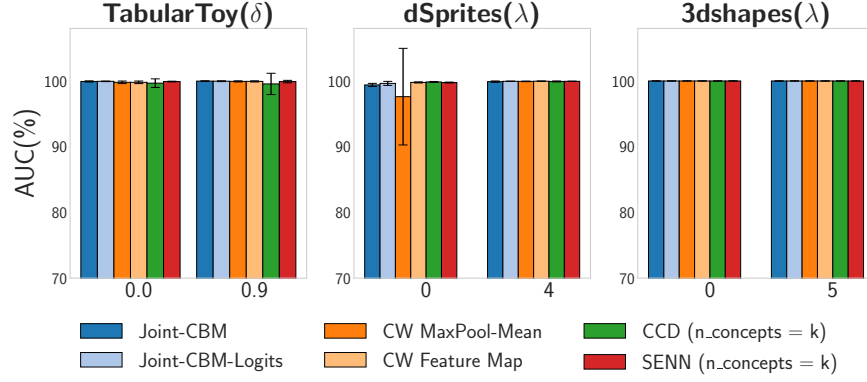 TabularToy(δ) dSprites(λ) 3dshapes(λ)
AUC(%)
100 100 100
90 90 90
80 80 80
70 70 70
0.0 0.9 0 4 0 5
Joint-CBM CW MaxPool-Mean CCD (n_concepts = k)
Joint-CBM-Logits CW Feature Map SENN (n_concepts = k)